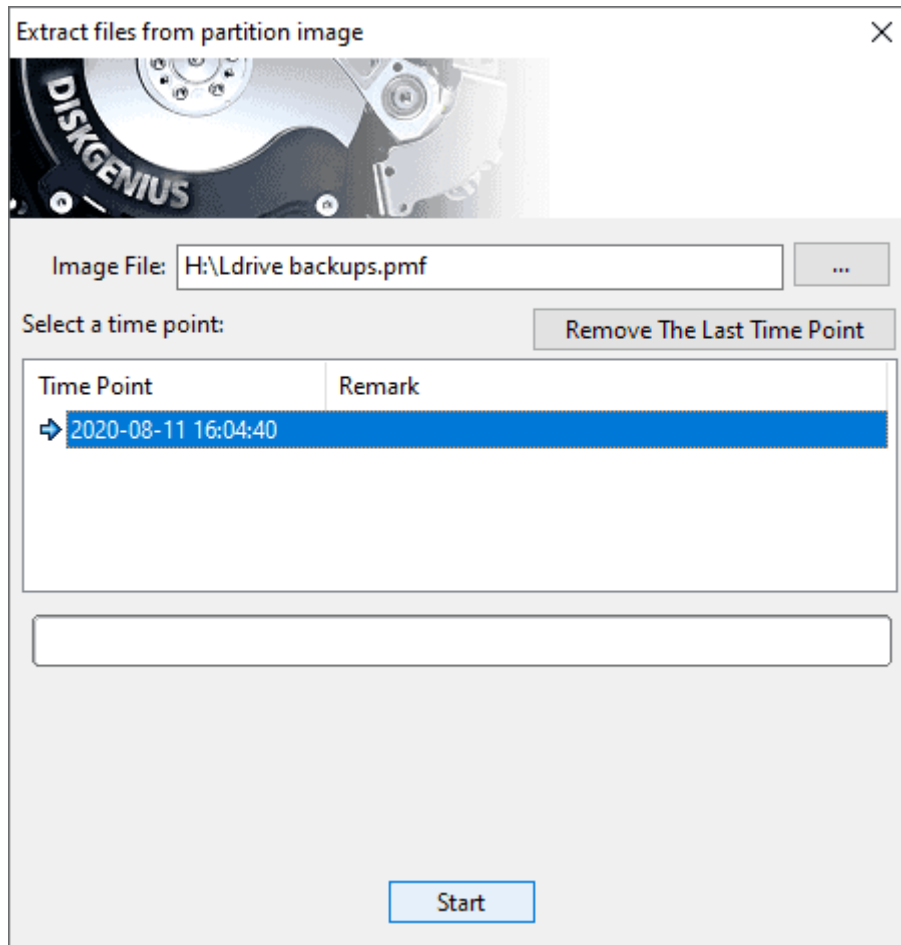 Extract files from partition image
DISKGENIUS
Image File: H:\Ldrive backups.pmf ...
Select a time point: Remove The Last Time Point
Time Point Remark
2020-08-11 16:04:40
Start